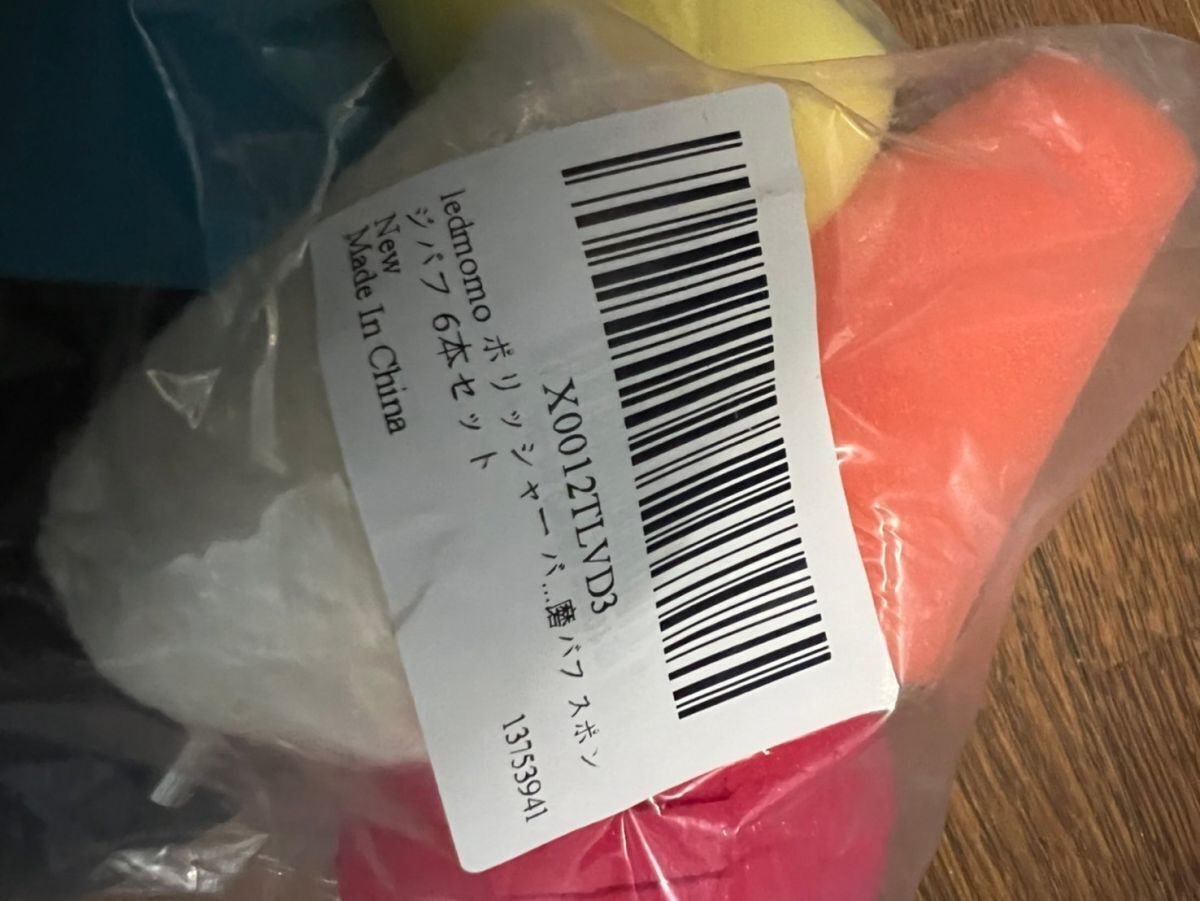 X0012TLVD3
ledmomo ポリッシャーバ...磨バフ スポン
ジバフ 6本セット
New
Made In China
13753941